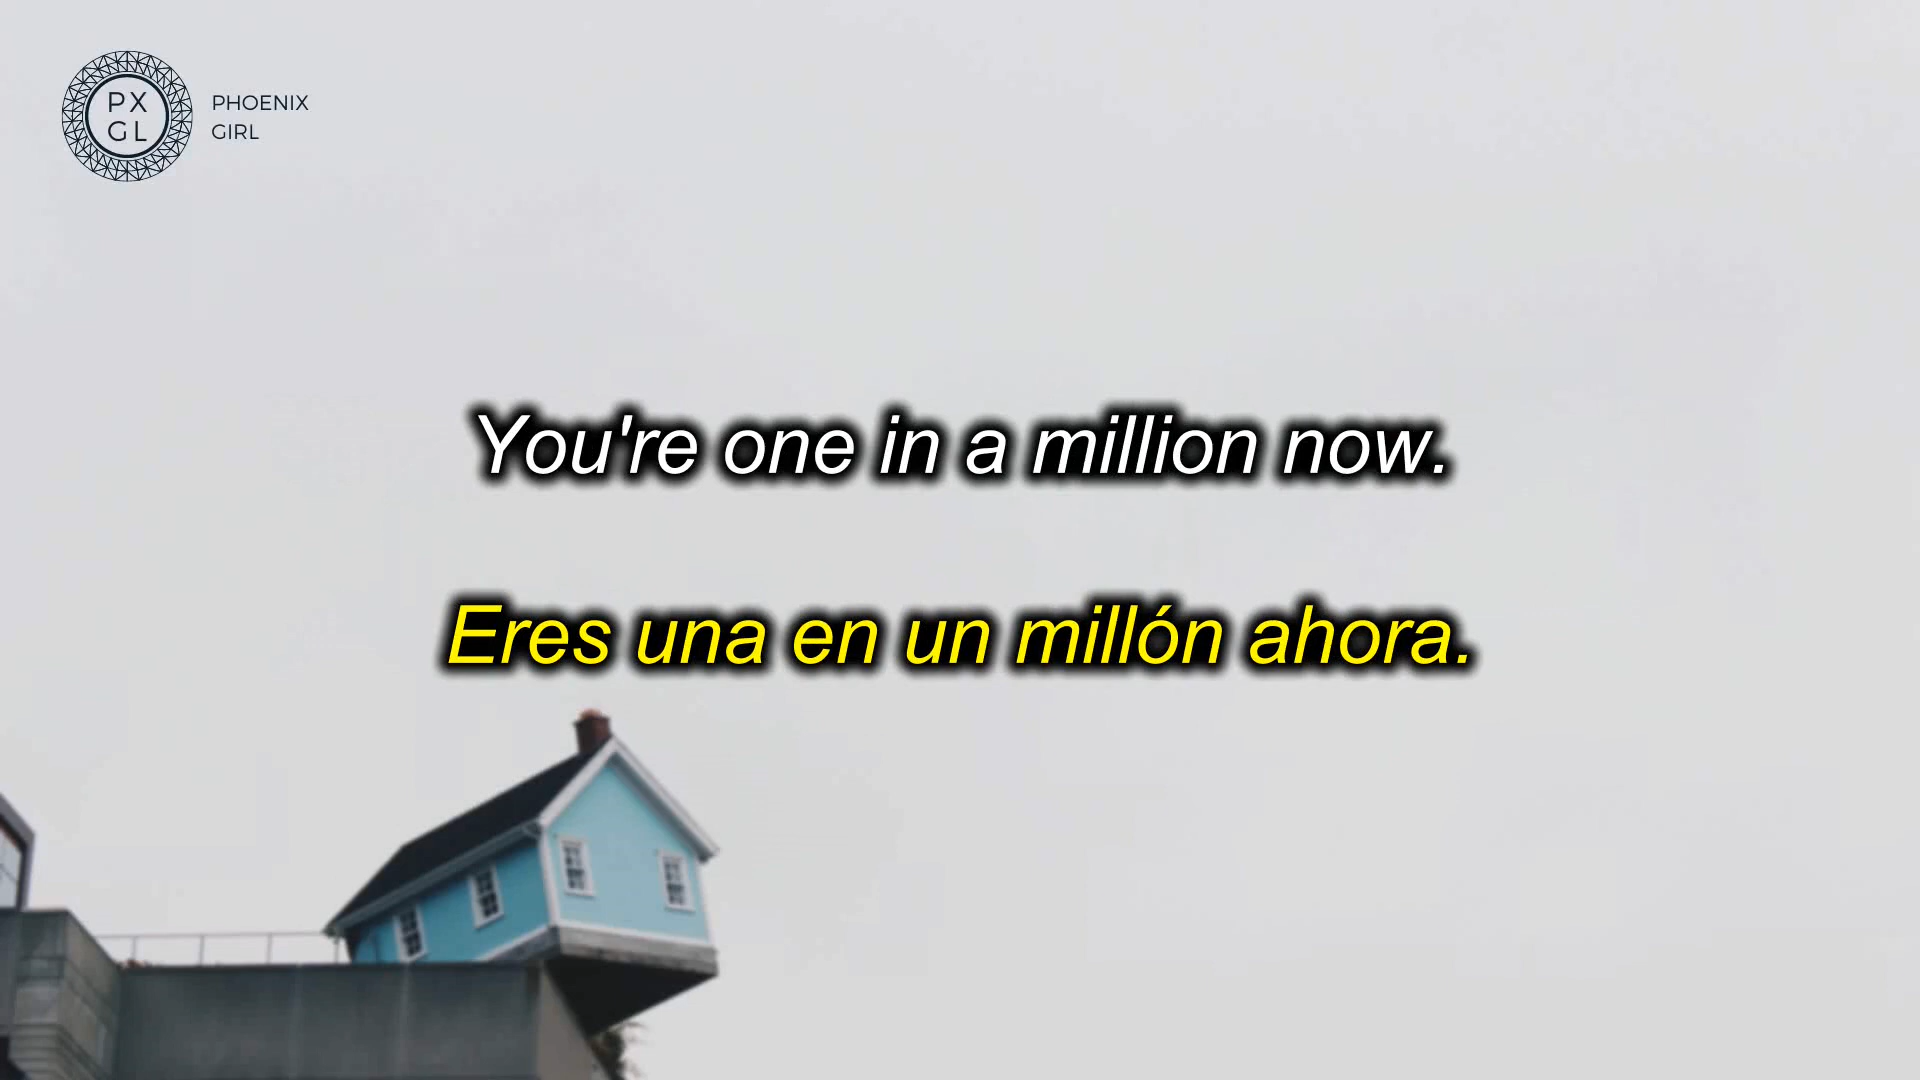 PX
GL
PHOENIX
GIRL
You're one in a million now.
Eres una en un millón ahora.